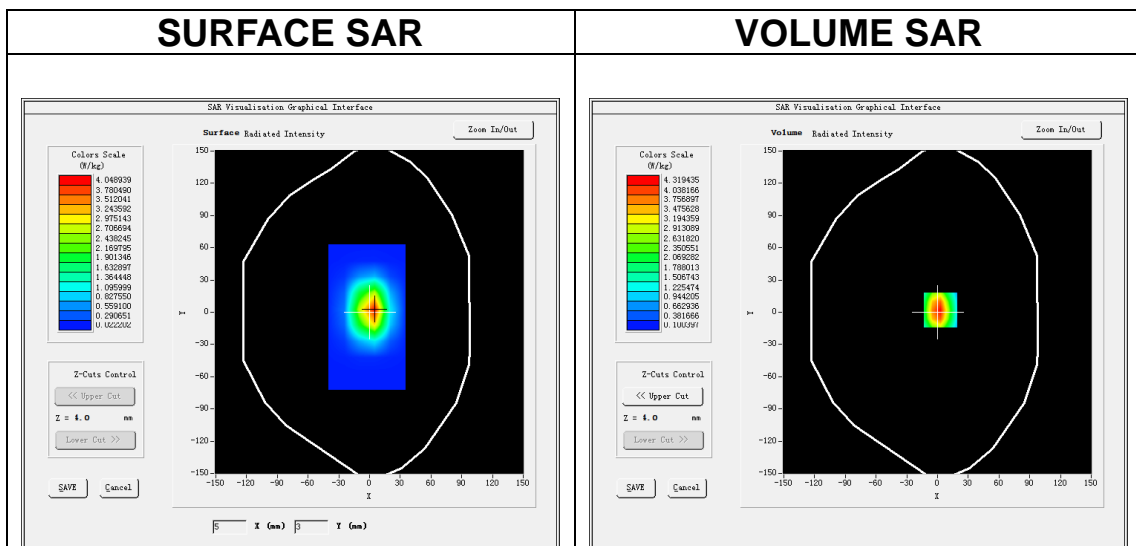 SURFACE SAR
VOLUME SAR
SAR Visualisation Graphical Interface
Surface Radiated Intensity
Zoom In/Out
Colors Scale
(W/kg)
4.048939
3.780490
3.512041
3.243592
2.975143
2.706694
2.438245
2.169795
1.901346
1.632897
1.364448
1.095999
0.827550
0.559100
0.290651
0.022202
Z-Cuts Control
<< Upper Cut
Z = 4.0 mm
Lower Cut >>
SAVE
Cancel
150
120
90
60
30
0
-30
-60
-90
-120
-150
Y
-150 -120 -90 -60 -30 0 30 60 90 120 150
X
5 X (mm) 3 Y (mm)
SAR Visualisation Graphical Interface
Volume Radiated Intensity
Zoom In/Out
Colors Scale
(W/kg)
4.319435
4.038166
3.756897
3.475628
3.194359
2.913089
2.631820
2.350551
2.069282
1.788013
1.506743
1.225474
0.944205
0.662936
0.381666
0.100397
Z-Cuts Control
<< Upper Cut
Z = 4.0 mm
Lower Cut >>
SAVE
Cancel
150
120
90
60
30
0
-30
-60
-90
-120
-150
Y
-150 -120 -90 -60 -30 0 30 60 90 120 150
X